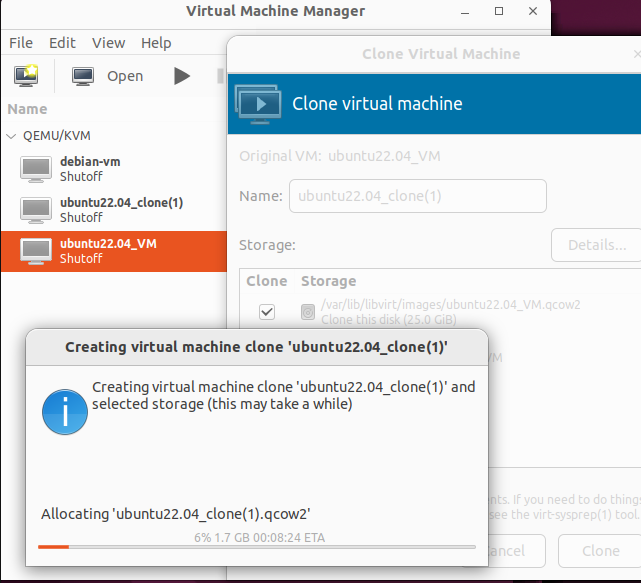 Virtual Machine Manager
File Edit View Help
Open
Name
QEMU/KVM
debian-vm
Shutoff
ubuntu22.04_clone(1)
Shutoff
ubuntu22.04_VM
Shutoff
Clone Virtual Machine
Clone virtual machine
Original VM: ubuntu22.04_VM
Name: ubuntu22.04_clone(1)
Storage: Details...
Clone Storage
/var/lib/libvirt/images/ubuntu22.04_VM.qcow2
Clone this disk (25.0 GiB)
VM
ents. If you need to do things
see the virt-sysprep(1) tool.
ancel Clone
Creating virtual machine clone 'ubuntu22.04_clone(1)'
Creating virtual machine clone 'ubuntu22.04_clone(1)' and
selected storage (this may take a while)
Allocating 'ubuntu22.04_clone(1).qcow2'
6% 1.7 GB 00:08:24 ETA